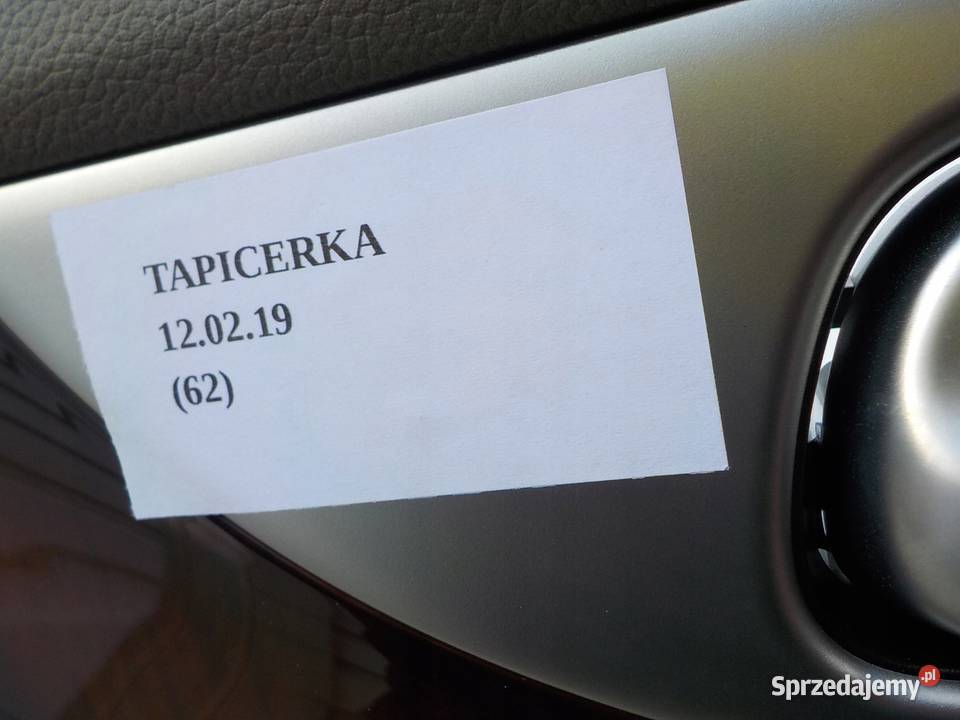 TAPICERKA
12.02.19
(62)
Sprzedajemy.pl